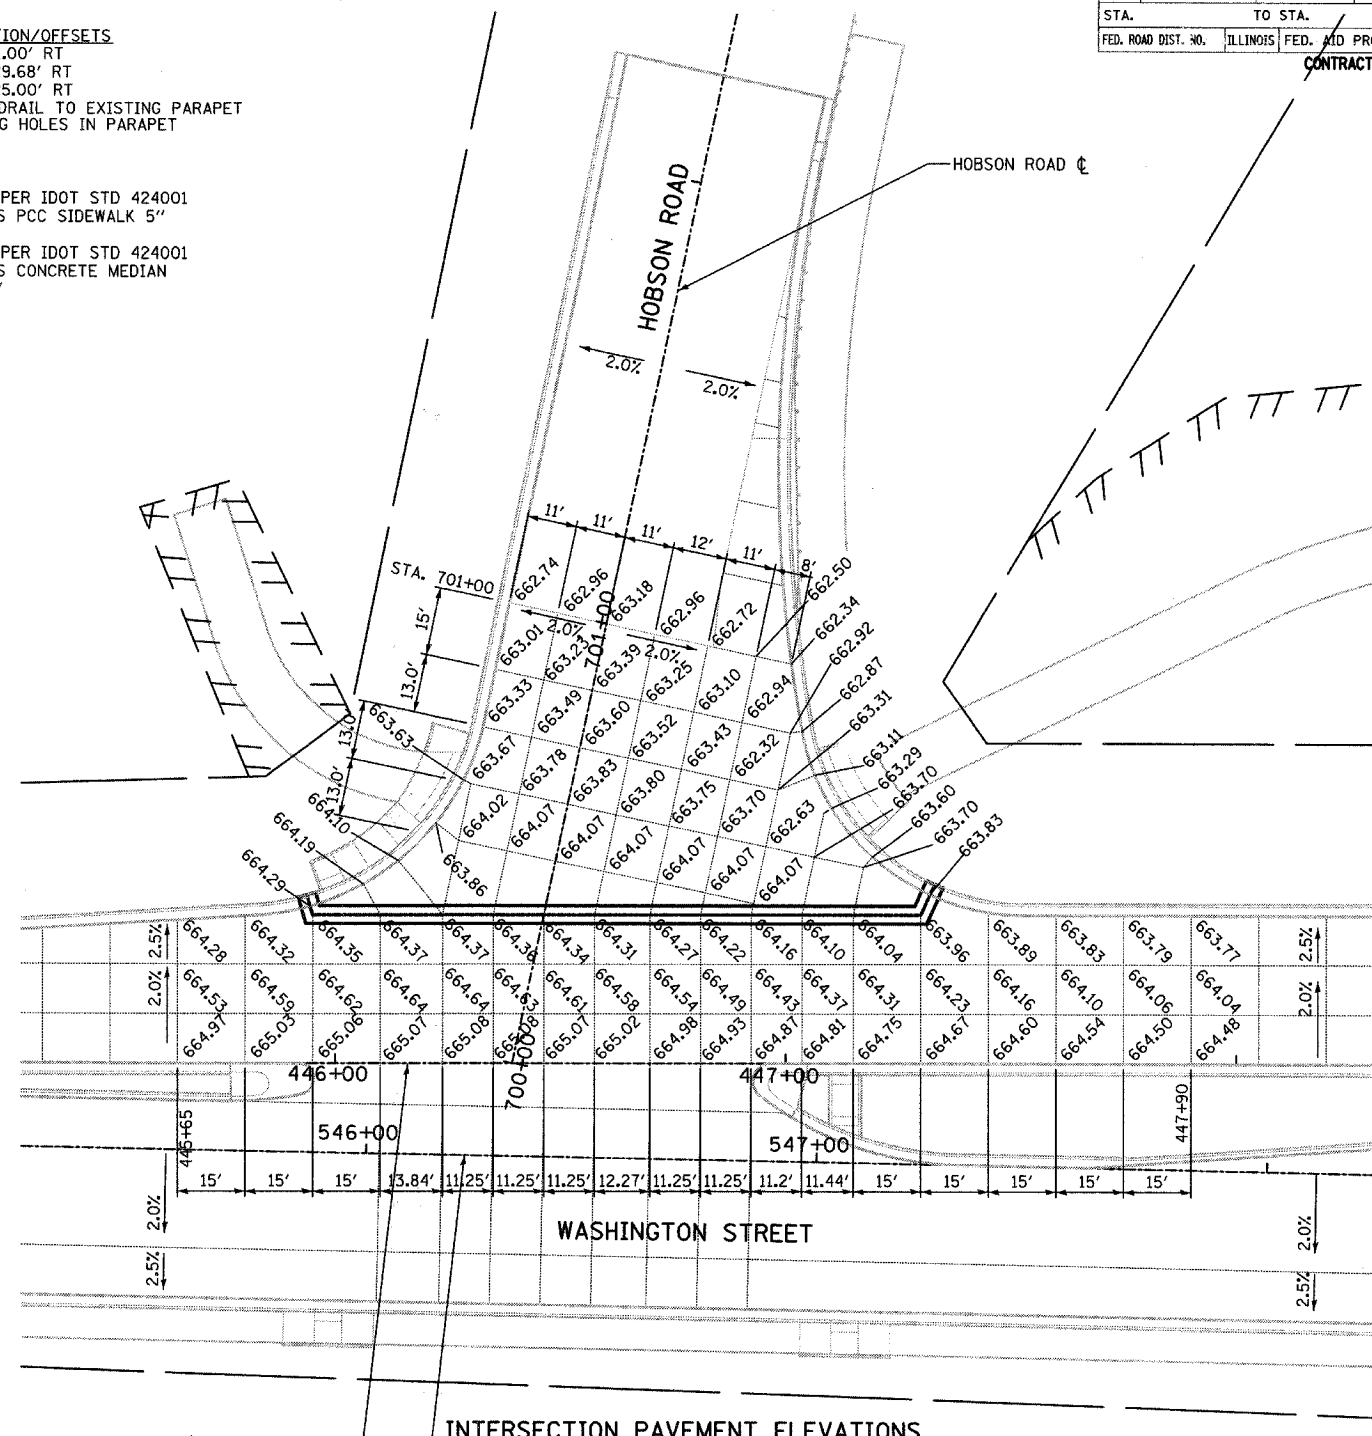 STA. TO STA.
FED. ROAD DIST. NO. ILLINOIS FED. AID PRO
CONTRACT
TION/OFFSETS
.00' RT
9.68' RT
5.00' RT
DRAIL TO EXISTING PARAPET
G HOLES IN PARAPET
PER IDOT STD 424001
S PCC SIDEWALK 5"
PER IDOT STD 424001
S CONCRETE MEDIAN
HOBSON ROAD ℄
HOBSON ROAD
2.0%
2.0%
11' 11' 11' 12' 11' 8'
STA. 701+00
15'
13.0'
13.0'
13.0'
701+00
2.0%
2.0%
662.74 662.96 663.18 662.96 662.72 662.50
662.34
663.01 663.23 663.39 663.25 663.10 662.94 662.92
662.87
663.33 663.49 663.60 663.52 663.43 662.32 663.31
663.11
663.63 663.67 663.78 663.83 663.80 663.75 663.70 662.63 663.29
663.70
664.02 664.07 664.07 664.07 664.07 664.07 664.07 663.60
663.70
663.83
664.10
664.19
664.29
663.86
2.5% 664.28 664.32 664.35 664.37 664.37 664.36 664.34 664.31 664.27 664.22 664.16 664.10 664.04 663.96 663.89 663.83 663.79 663.77 2.5%
2.0% 664.53 664.59 664.62 664.64 664.64 664.63 664.61 664.58 664.54 664.49 664.43 664.37 664.31 664.23 664.16 664.10 664.06 664.04 2.0%
664.97 665.03 665.06 665.07 665.08 665.08 665.07 665.02 664.98 664.93 664.87 664.81 664.75 664.67 664.60 664.54 664.50 664.48
446+00 700+00 447+00
445+65 546+00 547+00 447+90
15' 15' 15' 13.84' 11.25' 11.25' 11.25' 12.27' 11.25' 11.25' 11.2' 11.44' 15' 15' 15' 15' 15'
2.0% WASHINGTON STREET 2.0%
2.5% 2.5%
INTERSECTION PAVEMENT ELEVATIONS